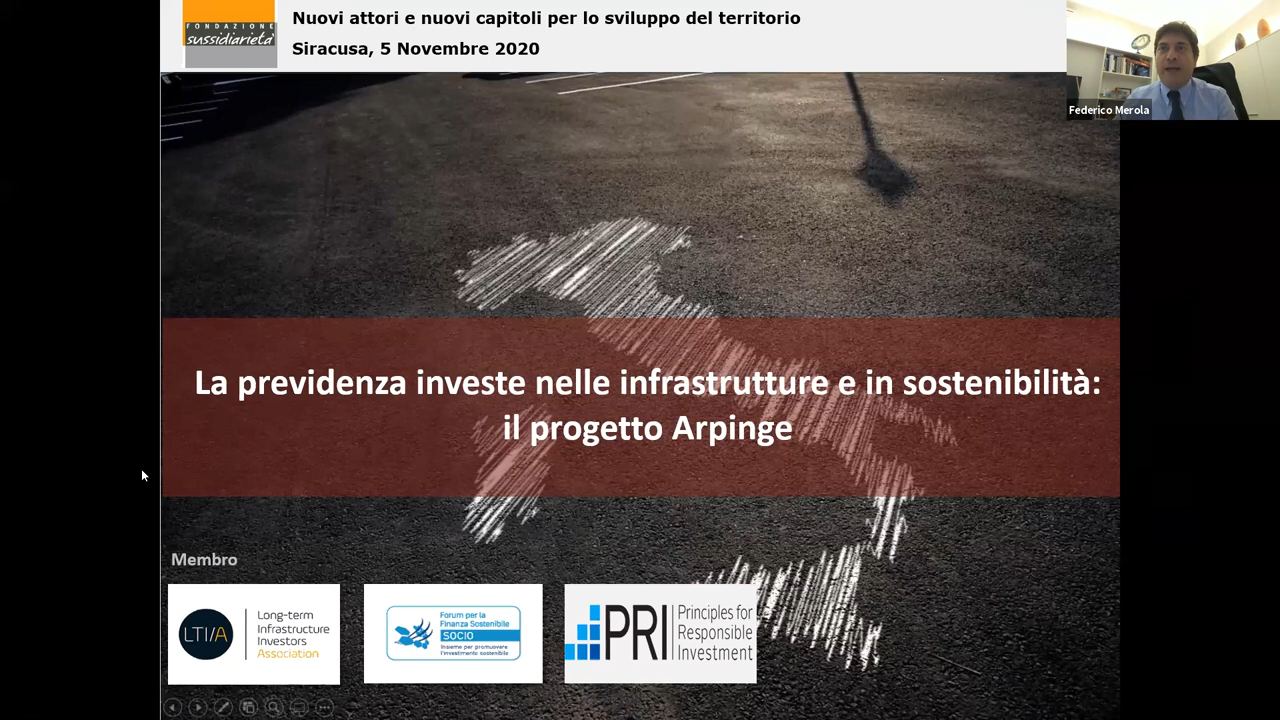 FONDAZIONE
sussidiarietà
Nuovi attori e nuovi capitoli per lo sviluppo del territorio
Siracusa, 5 Novembre 2020
Federico Merola
La previdenza investe nelle infrastrutture e in sostenibilità:
il progetto Arpinge
Membro
LTIIA
Long-term
Infrastructure
Investors
Association
Forum per la
Finanza Sostenibile
SOCIO
Insieme per promuovere
l'investimento sostenibile
PRI
Principles for
Responsible
Investment